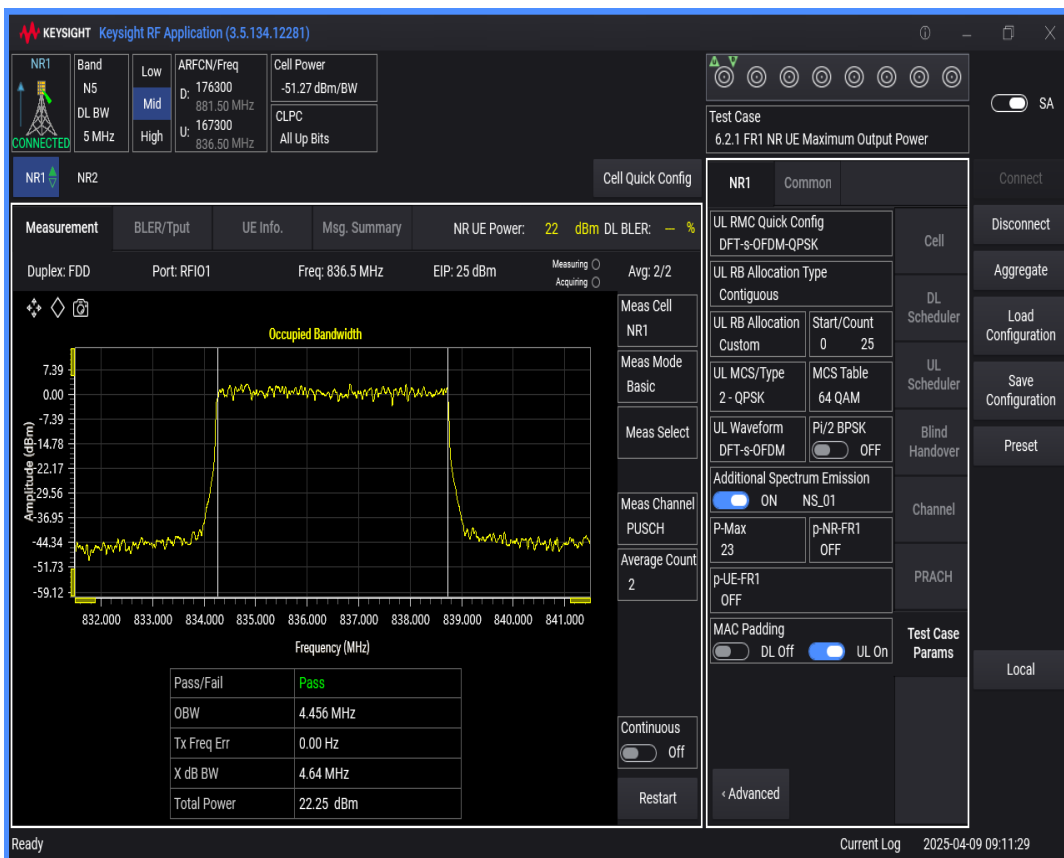 KEYSIGHT Keysight RF Application (3.5.134.12281)
NR1
CONNECTED
Band
N5
DL BW
5 MHz
Low
Mid
High
ARFCN/Freq
D: 176300
881.50 MHz
U: 167300
836.50 MHz
Cell Power
-51.27 dBm/BW
CLPC
All Up Bits
Test Case
6.2.1 FR1 NR UE Maximum Output Power
SA
NR1 NR2 Cell Quick Config
Measurement BLER/Tput UE Info. Msg. Summary NR UE Power: 22 dBm DL BLER: -- %
Duplex: FDD Port: RFIO1 Freq: 836.5 MHz EIP: 25 dBm Measuring Acquiring Avg: 2/2
Occupied Bandwidth
Amplitude (dBm)
7.39
0.00
-7.39
-14.78
-22.17
-29.56
-36.95
-44.34
-51.73
-59.12
832.000 833.000 834.000 835.000 836.000 837.000 838.000 839.000 840.000 841.000
Frequency (MHz)
Pass/Fail Pass
OBW 4.456 MHz
Tx Freq Err 0.00 Hz
X dB BW 4.64 MHz
Total Power 22.25 dBm
Meas Cell
NR1
Meas Mode
Basic
Meas Select
Meas Channel
PUSCH
Average Count
2
Continuous
Off
Restart
NR1 Common
UL RMC Quick Config
DFT-s-OFDM-QPSK
UL RB Allocation Type
Contiguous
UL RB Allocation
Custom
Start/Count
0 25
UL MCS/Type
2 - QPSK
MCS Table
64 QAM
UL Waveform
DFT-s-OFDM
Pi/2 BPSK
OFF
Additional Spectrum Emission
ON NS_01
P-Max
23
p-NR-FR1
OFF
p-UE-FR1
OFF
MAC Padding
DL Off UL On
‹ Advanced
Cell
DL
Scheduler
UL
Scheduler
Blind
Handover
Channel
PRACH
Test Case
Params
Connect
Disconnect
Aggregate
Load
Configuration
Save
Configuration
Preset
Local
Ready Current Log 2025-04-09 09:11:29